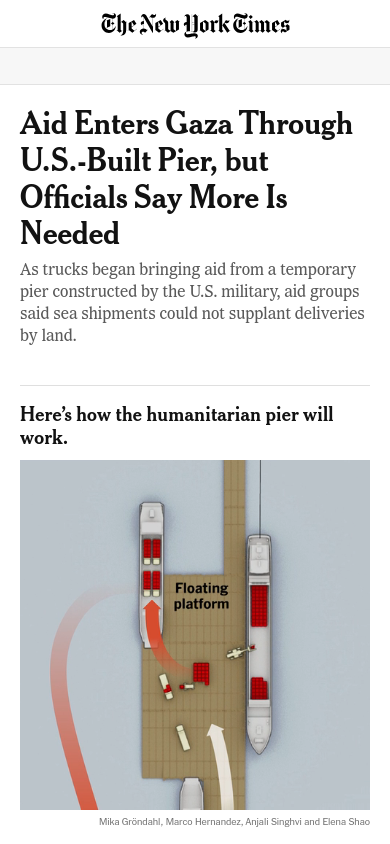 The New York Times
Aid Enters Gaza Through
U.S.-Built Pier, but
Officials Say More Is
Needed
As trucks began bringing aid from a temporary
pier constructed by the U.S. military, aid groups
said sea shipments could not supplant deliveries
by land.
Here’s how the humanitarian pier will
work.
Floating
platform
Mika Gröndahl, Marco Hernandez, Anjali Singhvi and Elena Shao